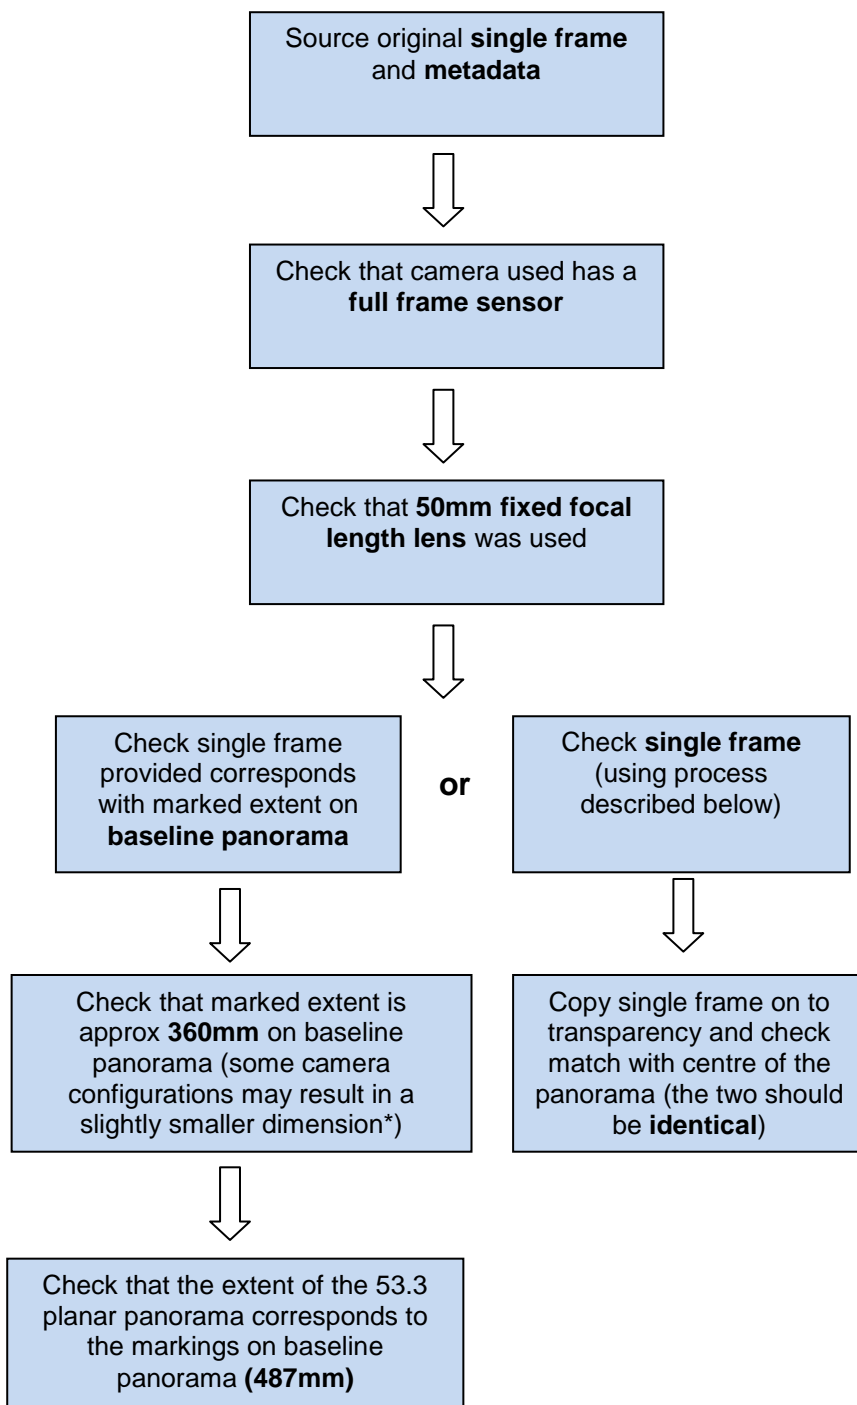 Source original single frame
and metadata
Check that camera used has a
full frame sensor
Check that 50mm fixed focal
length lens was used
Check single frame
provided corresponds
with marked extent on
baseline panorama
or
Check single frame
(using process
described below)
Check that marked extent is
approx 360mm on baseline
panorama (some camera
configurations may result in a
slightly smaller dimension*)
Copy single frame on to
transparency and check
match with centre of the
panorama (the two should
be identical)
Check that the extent of the 53.3
planar panorama corresponds to
the markings on baseline
panorama (487mm)